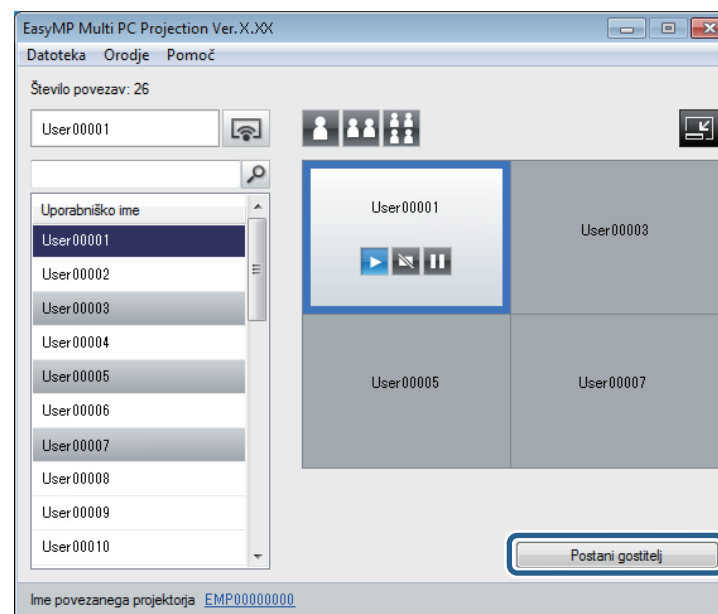 EasyMP Multi PC Projection Ver.X.XX
Datoteka Orodje Pomoč
Število povezav: 26
User00001
Uporabniško ime
User00001
User00002
User00003
User00004
User00005
User00006
User00007
User00008
User00009
User00010
User00001
User00003
User00005
User00007
Postani gostitelj
Ime povezanega projektorja EMP00000000